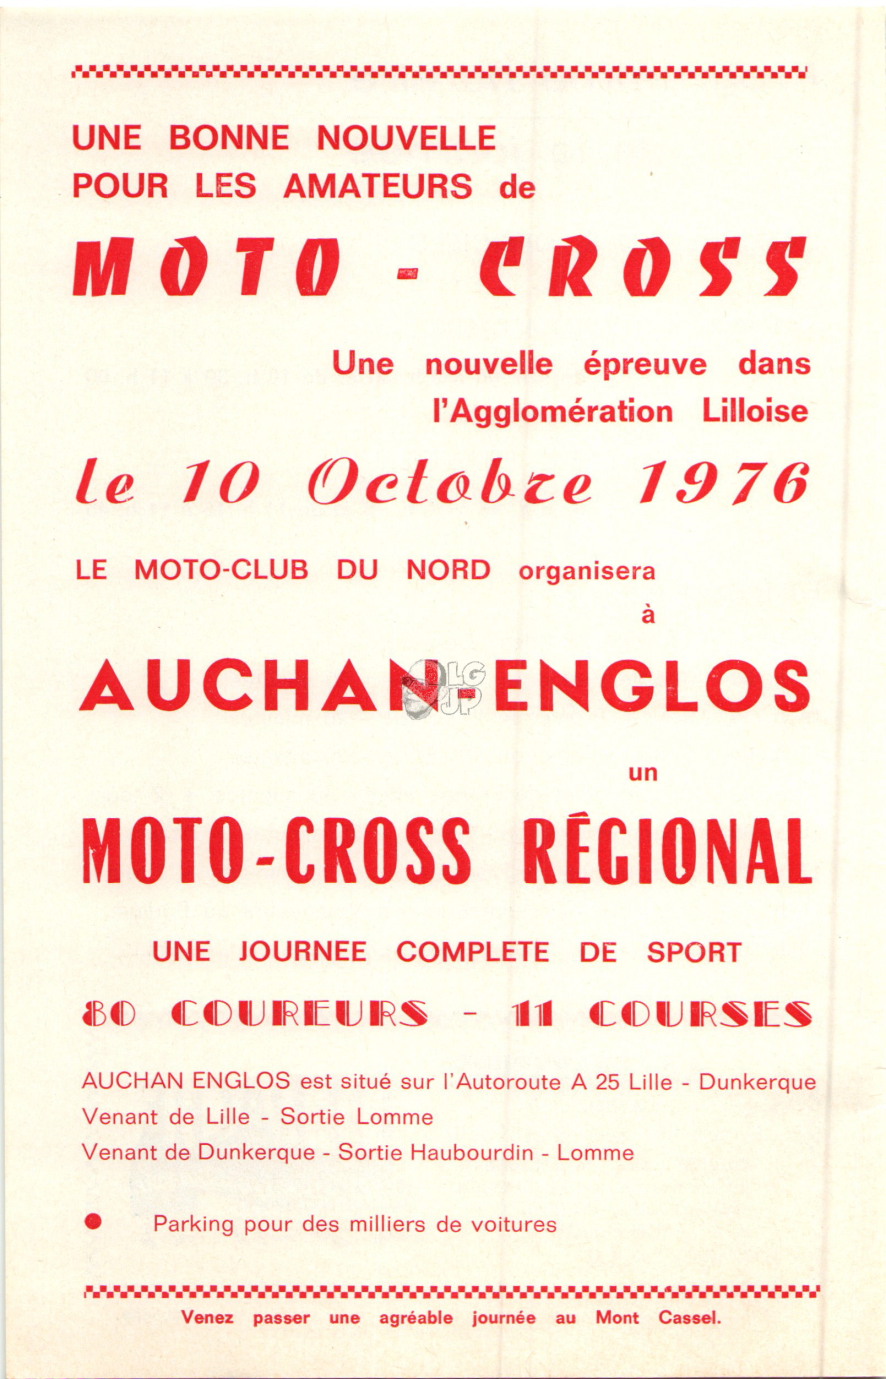 UNE BONNE NOUVELLE
POUR LES AMATEURS de
MOTO - CROSS
Une nouvelle épreuve dans
l'Agglomération Lilloise
le 10 Octobre 1976
LE MOTO-CLUB DU NORD organisera
à
AUCHAN-ENGLOS
LG
JP
un
MOTO-CROSS RÉGIONAL
UNE JOURNEE COMPLETE DE SPORT
80 COUREURS - 11 COURSES
AUCHAN ENGLOS est situé sur l'Autoroute A 25 Lille - Dunkerque
Venant de Lille - Sortie Lomme
Venant de Dunkerque - Sortie Haubourdin - Lomme
● Parking pour des milliers de voitures
Venez passer une agréable journée au Mont Cassel.